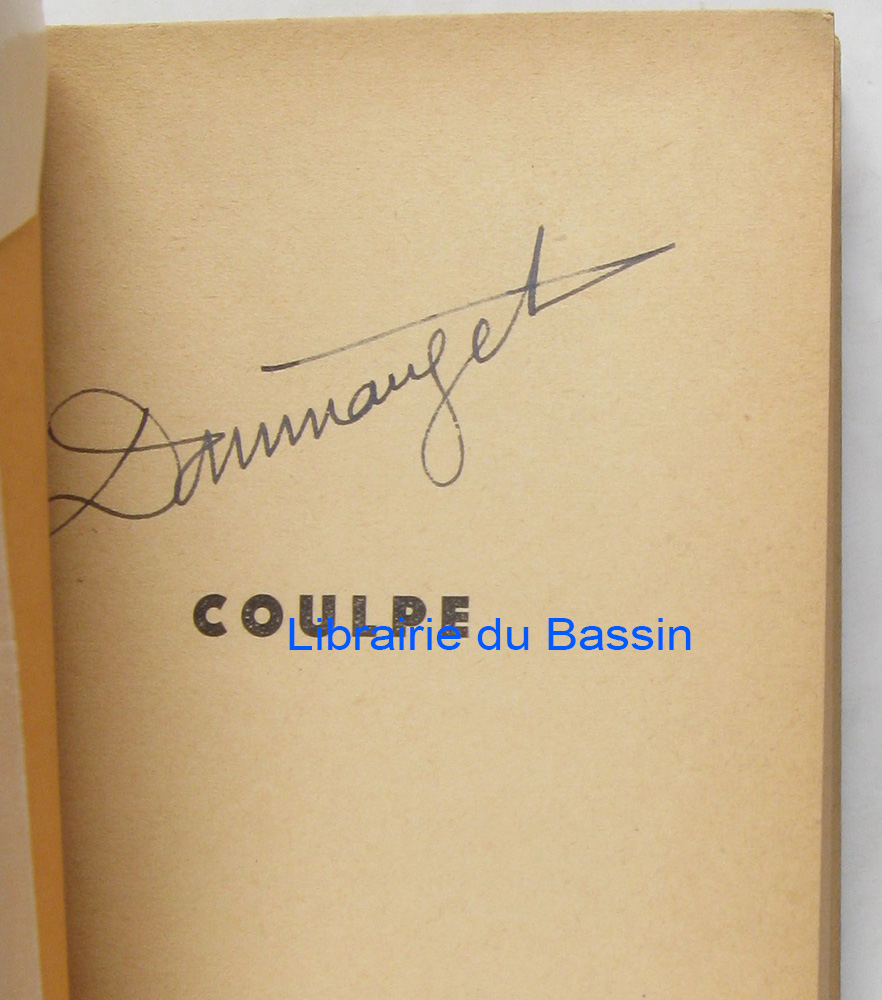 Dommanget
COULPE
Librairie du Bassin